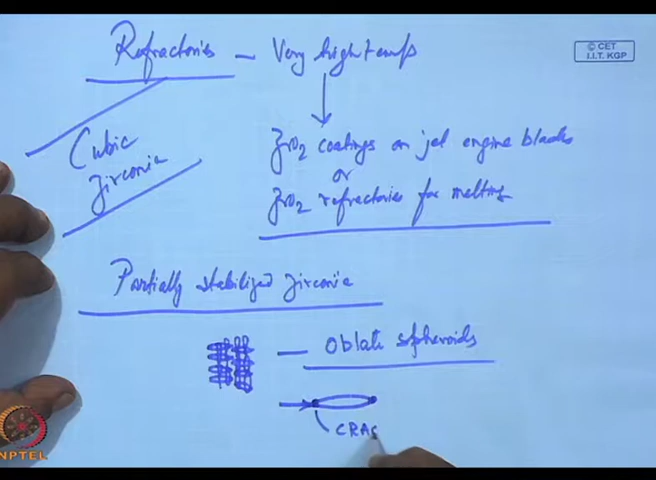 Refractories – Very high temps
© CET
I.I.T. KGP
Cubic
Zirconia
ZrO2 coatings on jet engine blades
or
ZrO2 refractories for melting
Partially stabilized zirconia
– Oblate spheroids
CRAC
NPTEL